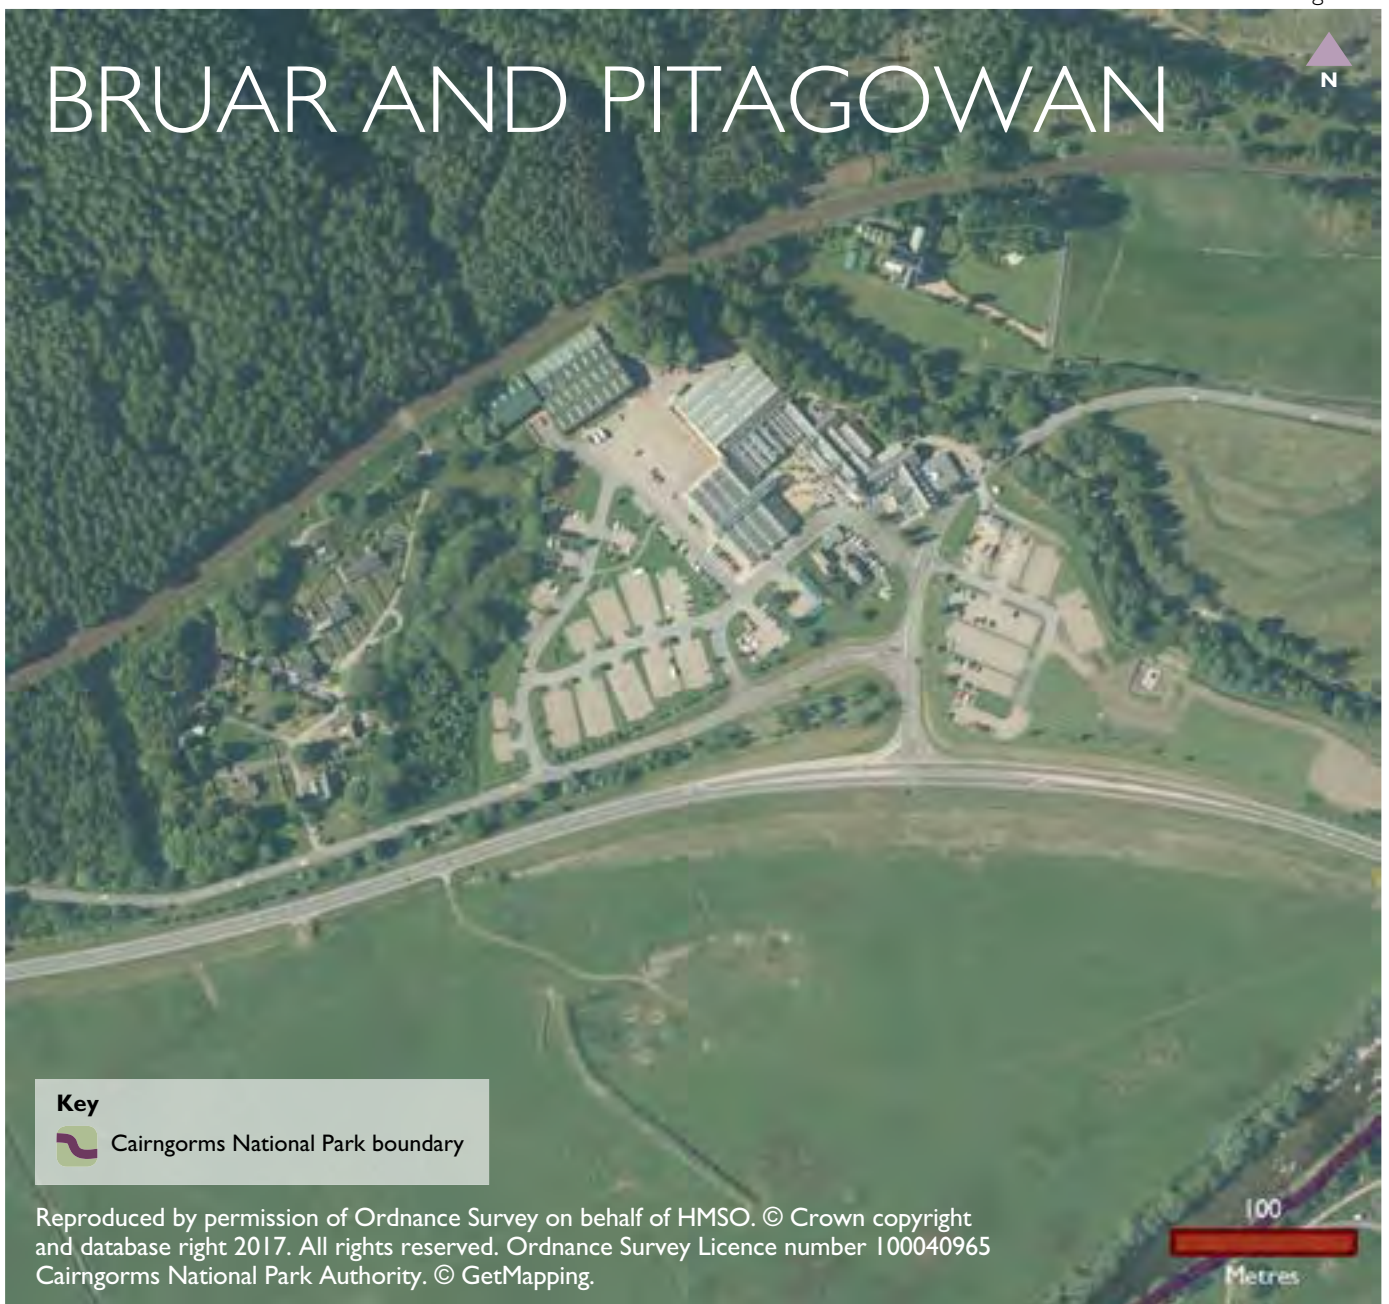 BRUAR AND PITAGOWAN
N
Key
Cairngorms National Park boundary
Reproduced by permission of Ordnance Survey on behalf of HMSO. © Crown copyright
and database right 2017. All rights reserved. Ordnance Survey Licence number 100040965
Cairngorms National Park Authority. © GetMapping.
100
Metres